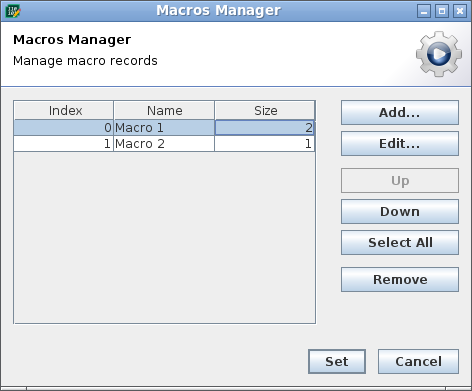 Macros Manager
Macros Manager
Manage macro records
Index Name Size
0 Macro 1 2
1 Macro 2 1
Add...
Edit...
Up
Down
Select All
Remove
Set Cancel